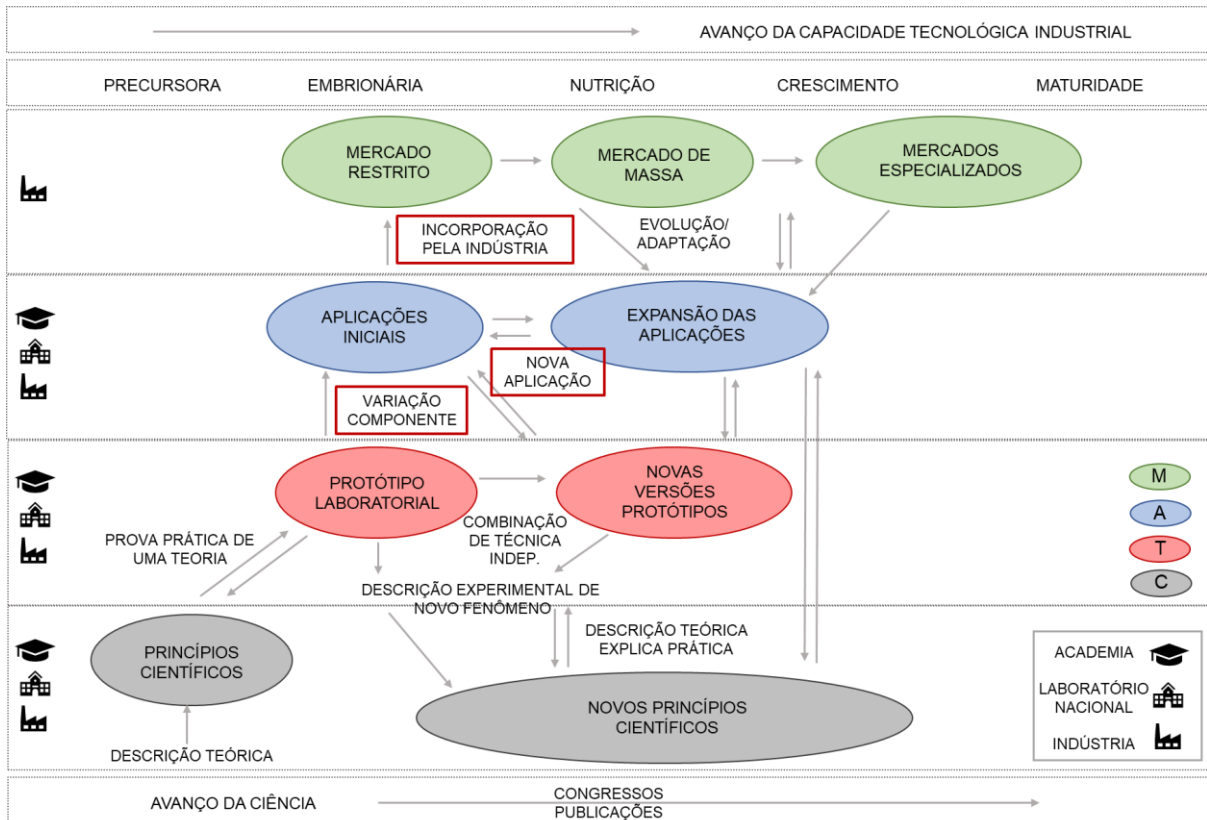 AVANÇO DA CAPACIDADE TECNOLÓGICA INDUSTRIAL
PRECURSORA
EMBRIONÁRIA
NUTRIÇÃO
CRESCIMENTO
MATURIDADE
MERCADO
RESTRITO
MERCADO DE
MASSA
MERCADOS
ESPECIALIZADOS
INCORPORAÇÃO
PELA INDÚSTRIA
EVOLUÇÃO/
ADAPTAÇÃO
APLICAÇÕES
INICIAIS
EXPANSÃO DAS
APLICAÇÕES
NOVA
APLICAÇÃO
VARIAÇÃO
COMPONENTE
PROTÓTIPO
LABORATORIAL
NOVAS
VERSÕES
PROTÓTIPOS
M
A
T
C
PROVA PRÁTICA DE
UMA TEORIA
COMBINAÇÃO
DE TÉCNICA
INDEP.
DESCRIÇÃO EXPERIMENTAL DE
NOVO FENÔMENO
PRINCÍPIOS
CIENTÍFICOS
DESCRIÇÃO TEÓRICA
EXPLICA PRÁTICA
NOVOS PRINCÍPIOS
CIENTÍFICOS
DESCRIÇÃO TEÓRICA
ACADEMIA
LABORATÓRIO
NACIONAL
INDÚSTRIA
AVANÇO DA CIÊNCIA
CONGRESSOS
PUBLICAÇÕES